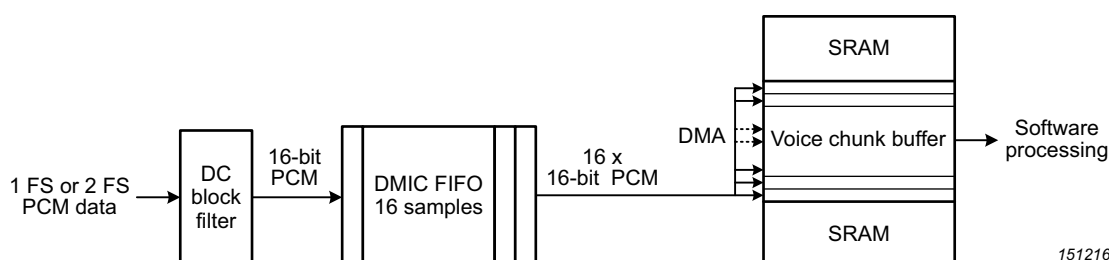 1 FS or 2 FS
PCM data
DC
block
filter
16-bit
PCM
DMIC FIFO
16 samples
16 x
16-bit PCM
DMA
SRAM
Voice chunk buffer
SRAM
Software
processing
151216